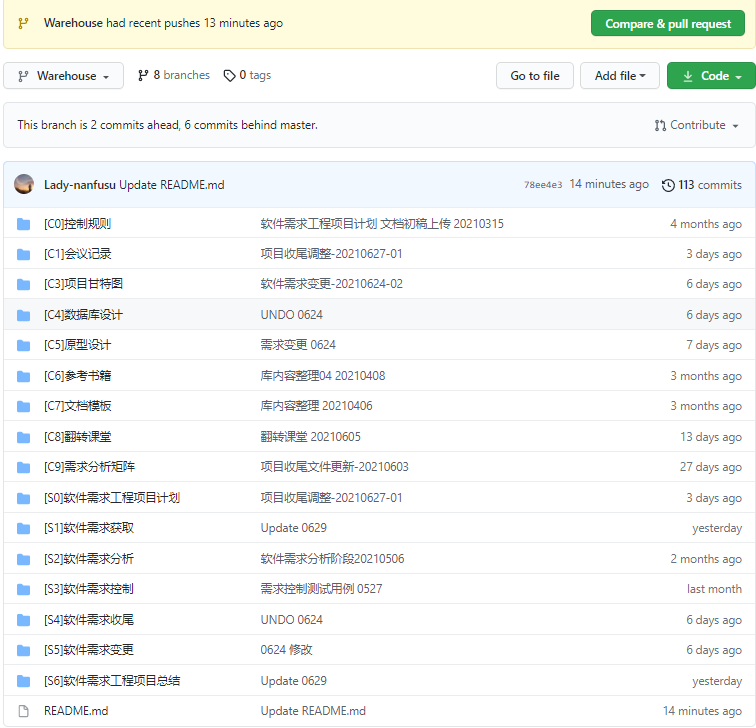 Warehouse had recent pushes 13 minutes ago
Compare & pull request
Warehouse
8 branches
0 tags
Go to file
Add file
Code
This branch is 2 commits ahead, 6 commits behind master.
Contribute
Lady-nanfusu Update README.md
78ee4e3 14 minutes ago
113 commits
[C0]控制规则 软件需求工程项目计划 文档初稿上传 20210315 4 months ago
[C1]会议记录 项目收尾调整-20210627-01 3 days ago
[C3]项目甘特图 软件需求变更-20210624-02 6 days ago
[C4]数据库设计 UNDO 0624 6 days ago
[C5]原型设计 需求变更 0624 7 days ago
[C6]参考书籍 库内容整理04 20210408 3 months ago
[C7]文档模板 库内容整理 20210406 3 months ago
[C8]翻转课堂 翻转课堂 20210605 13 days ago
[C9]需求分析矩阵 项目收尾文件更新-20210603 27 days ago
[S0]软件需求工程项目计划 项目收尾调整-20210627-01 3 days ago
[S1]软件需求获取 Update 0629 yesterday
[S2]软件需求分析 软件需求分析阶段20210506 2 months ago
[S3]软件需求控制 需求控制测试用例 0527 last month
[S4]软件需求收尾 UNDO 0624 6 days ago
[S5]软件需求变更 0624 修改 6 days ago
[S6]软件需求工程项目总结 Update 0629 yesterday
README.md Update README.md 14 minutes ago